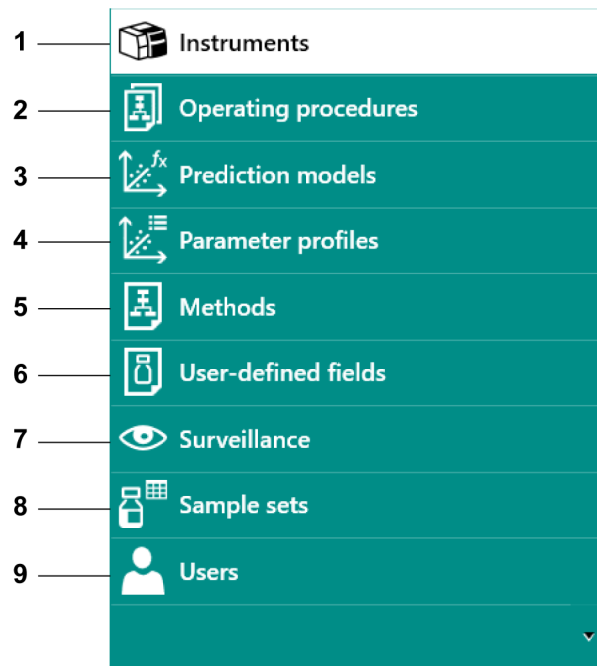 1 Instruments
2 Operating procedures
3 fx Prediction models
4 Parameter profiles
5 Methods
6 User-defined fields
7 Surveillance
8 Sample sets
9 Users